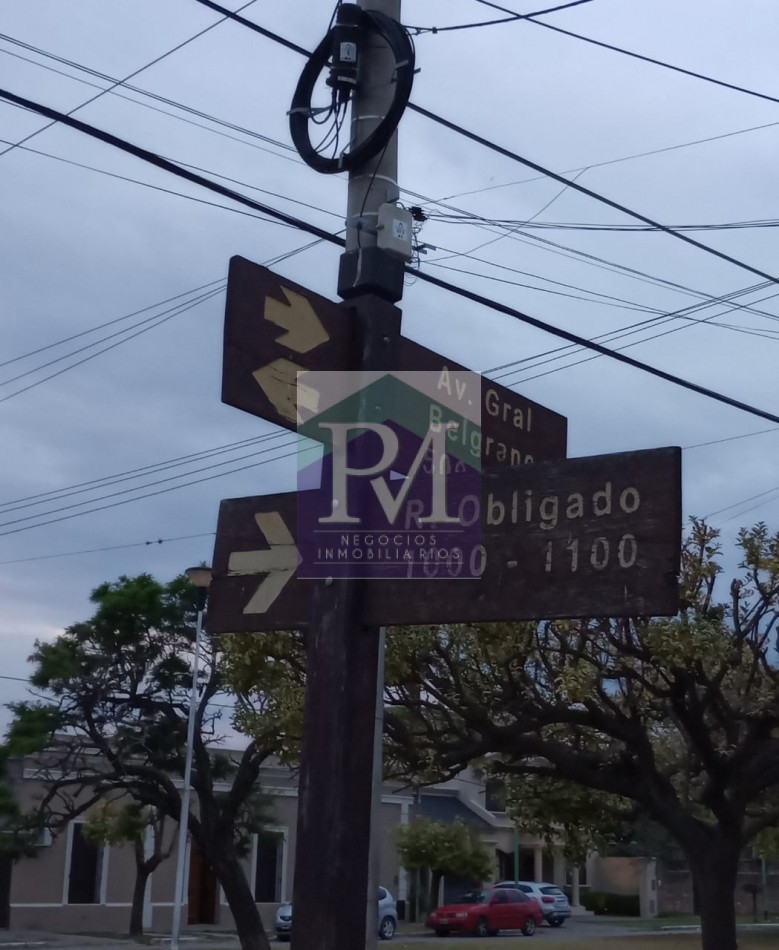 Av. Gral
Belgrano
R. Obligado
1000 - 1100
PM
NEGOCIOS
INMOBILIARIOS